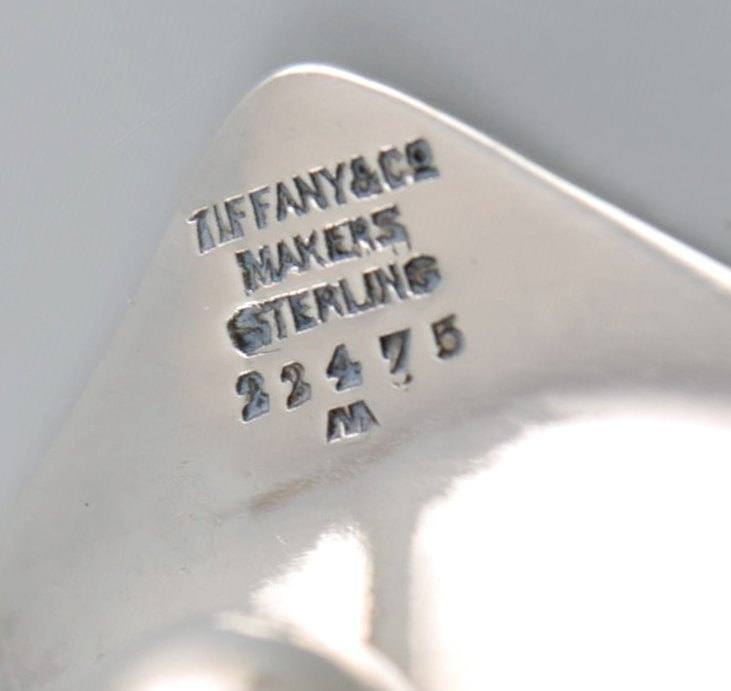 TIFFANY & Co
MAKERS
STERLING
22475
M